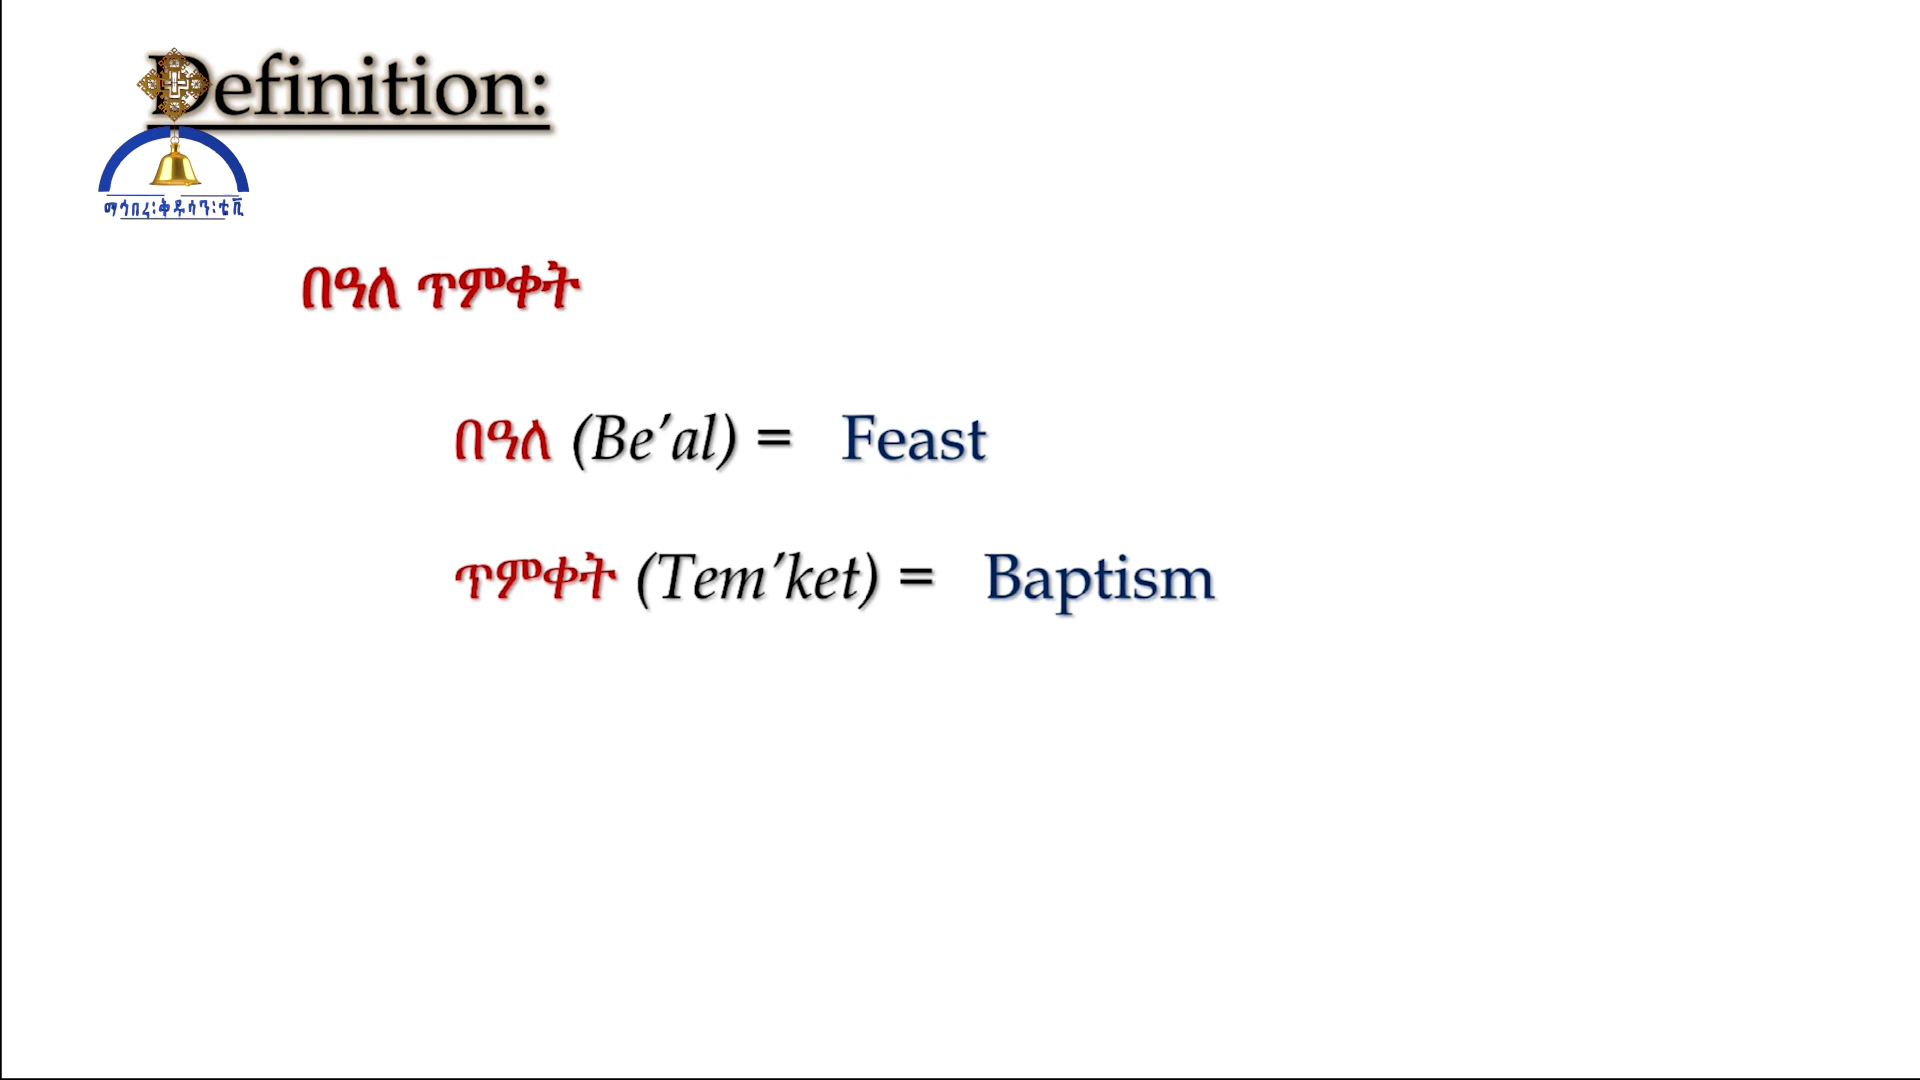 Definition:
ማኅበረ፡ቅዱሳን፡ቴቪ
በዓለ ጥምቀት
በዓለ (Be’al) = Feast
ጥምቀት (Tem’ket) = Baptism